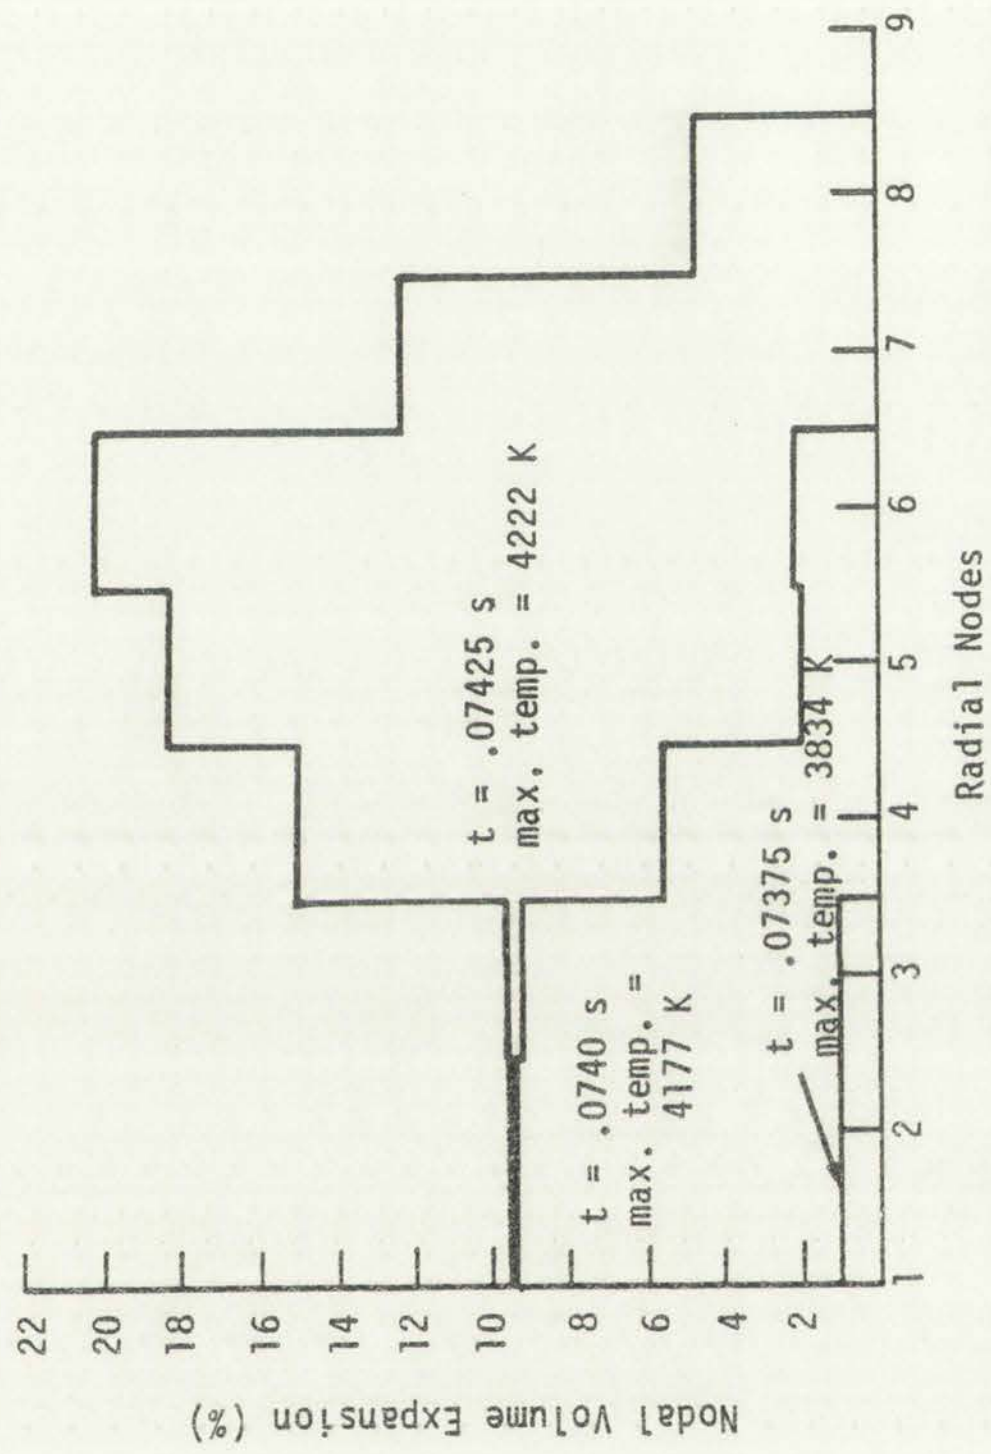 Nodal Volume Expansion (%)
22
20
18
16
14
12
10
8
6
4
2
t = .07425 s
max. temp. = 4222 K
t = .0740 s
max. temp. =
4177 K
t = .07375 s
max. temp. = 3834 K
1 2 3 4 5 6 7 8 9
Radial Nodes